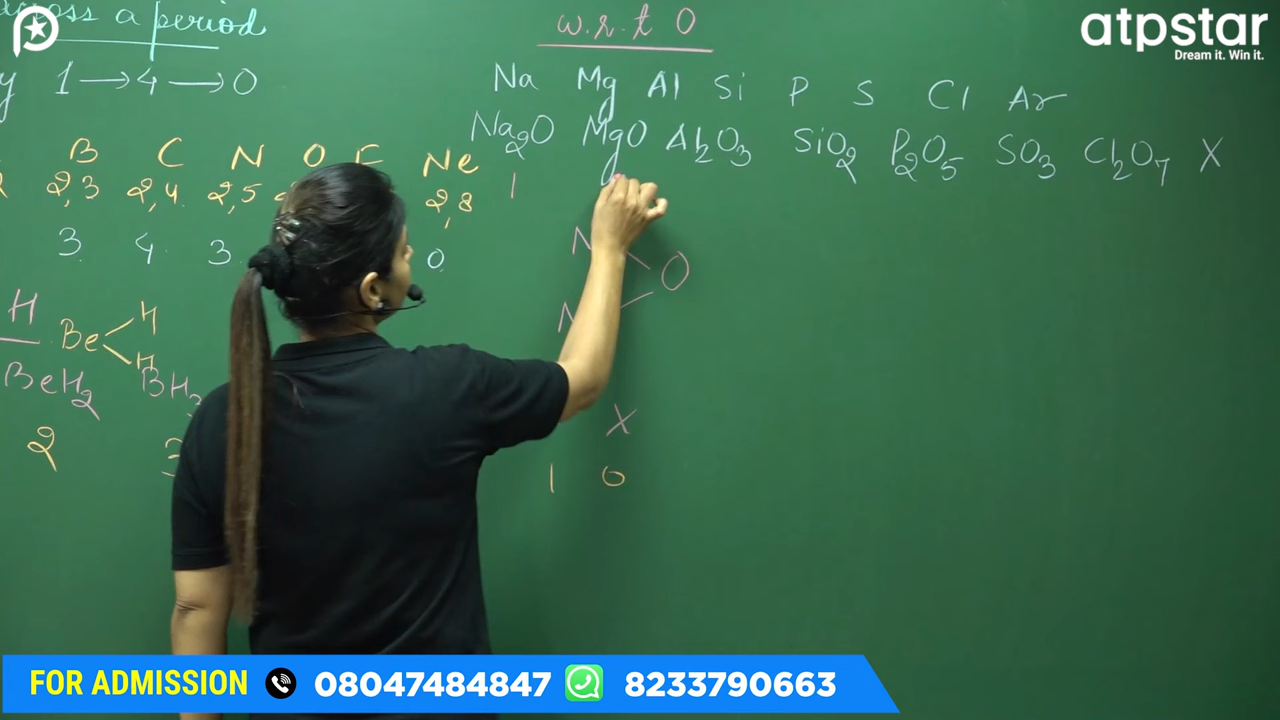 across a period
y 1 → 4 → 0
B C N O F Ne
2,3 2,4 2,5 2,8
3 4 3 0
H Be H H
BeH2 BH3
2 3
1 0
w.r.t O
Na Mg Al Si P S Cl Ar
Na2O MgO Al2O3 SiO2 P2O5 SO3 Cl2O7 X
1
N O
N
X
atpstar
Dream it. Win it.
FOR ADMISSION 08047484847 8233790663